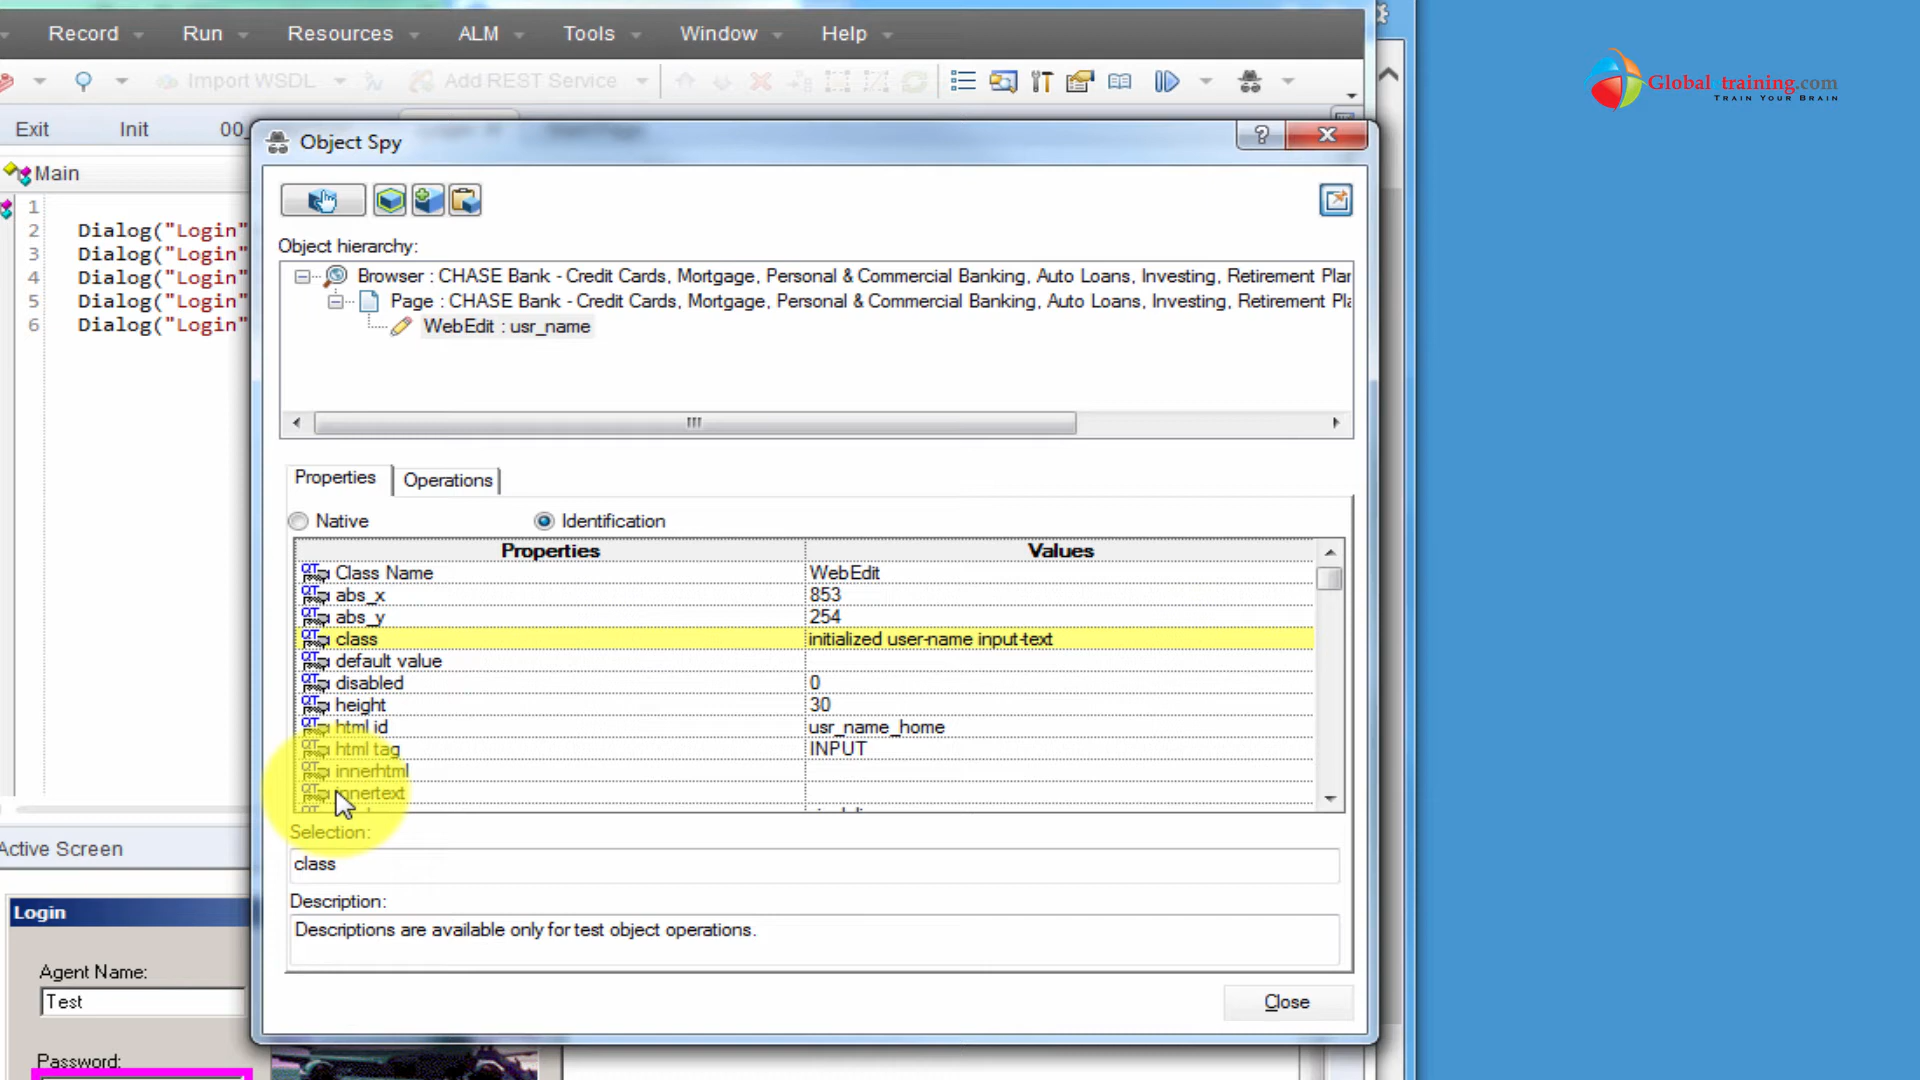 Record Run Resources ALM Tools Window Help
Import WSDL Add REST Service
Globaletraining.com
TRAIN YOUR BRAIN
Exit Init 00_
Object Spy
Main
1
2 Dialog("Login"
3 Dialog("Login"
4 Dialog("Login"
5 Dialog("Login"
6 Dialog("Login"
Object hierarchy:
Browser : CHASE Bank - Credit Cards, Mortgage, Personal & Commercial Banking, Auto Loans, Investing, Retirement Plar
Page : CHASE Bank - Credit Cards, Mortgage, Personal & Commercial Banking, Auto Loans, Investing, Retirement Pla
WebEdit : usr_name
Properties Operations
Native Identification
Properties Values
Class Name WebEdit
abs_x 853
abs_y 254
class initialized user-name input-text
default value
disabled 0
height 30
html id usr_name_home
html tag INPUT
innerhtml
innertext
Selection:
class
Description:
Descriptions are available only for test object operations.
Close
Active Screen
Login
Agent Name:
Test
Password: